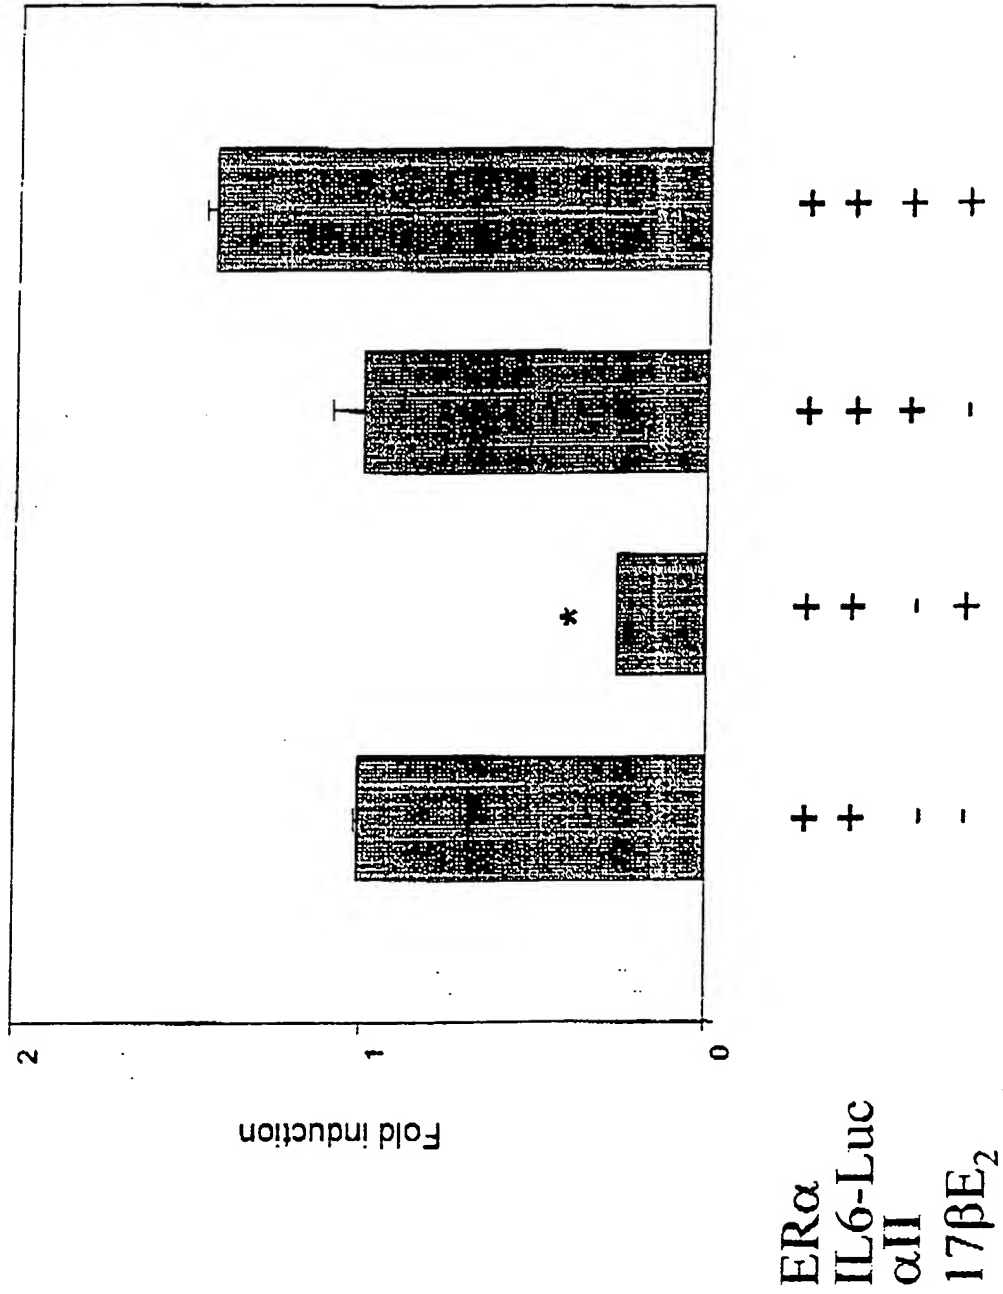 2
1
0
Fold induction
*
ERα + + + +
IL6-Luc + + + +
αII - - + +
17βE₂ - + - +